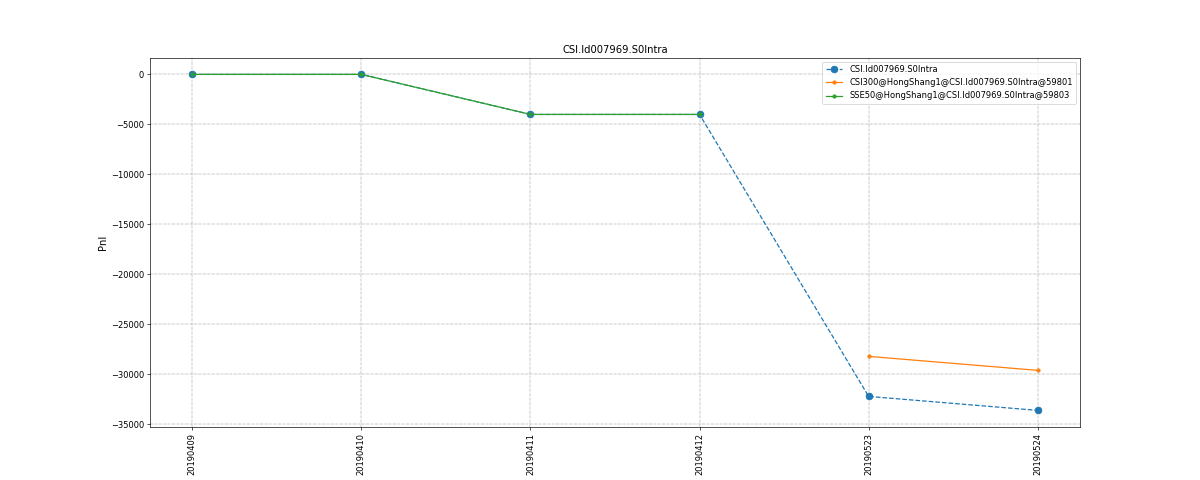 CSI.Id007969.S0Intra
CSI.Id007969.S0Intra
CSI300@HongShang1@CSI.Id007969.S0Intra@59801
SSE50@HongShang1@CSI.Id007969.S0Intra@59803
Pnl
0
−5000
−10000
−15000
−20000
−25000
−30000
−35000
20190409
20190410
20190411
20190412
20190523
20190524